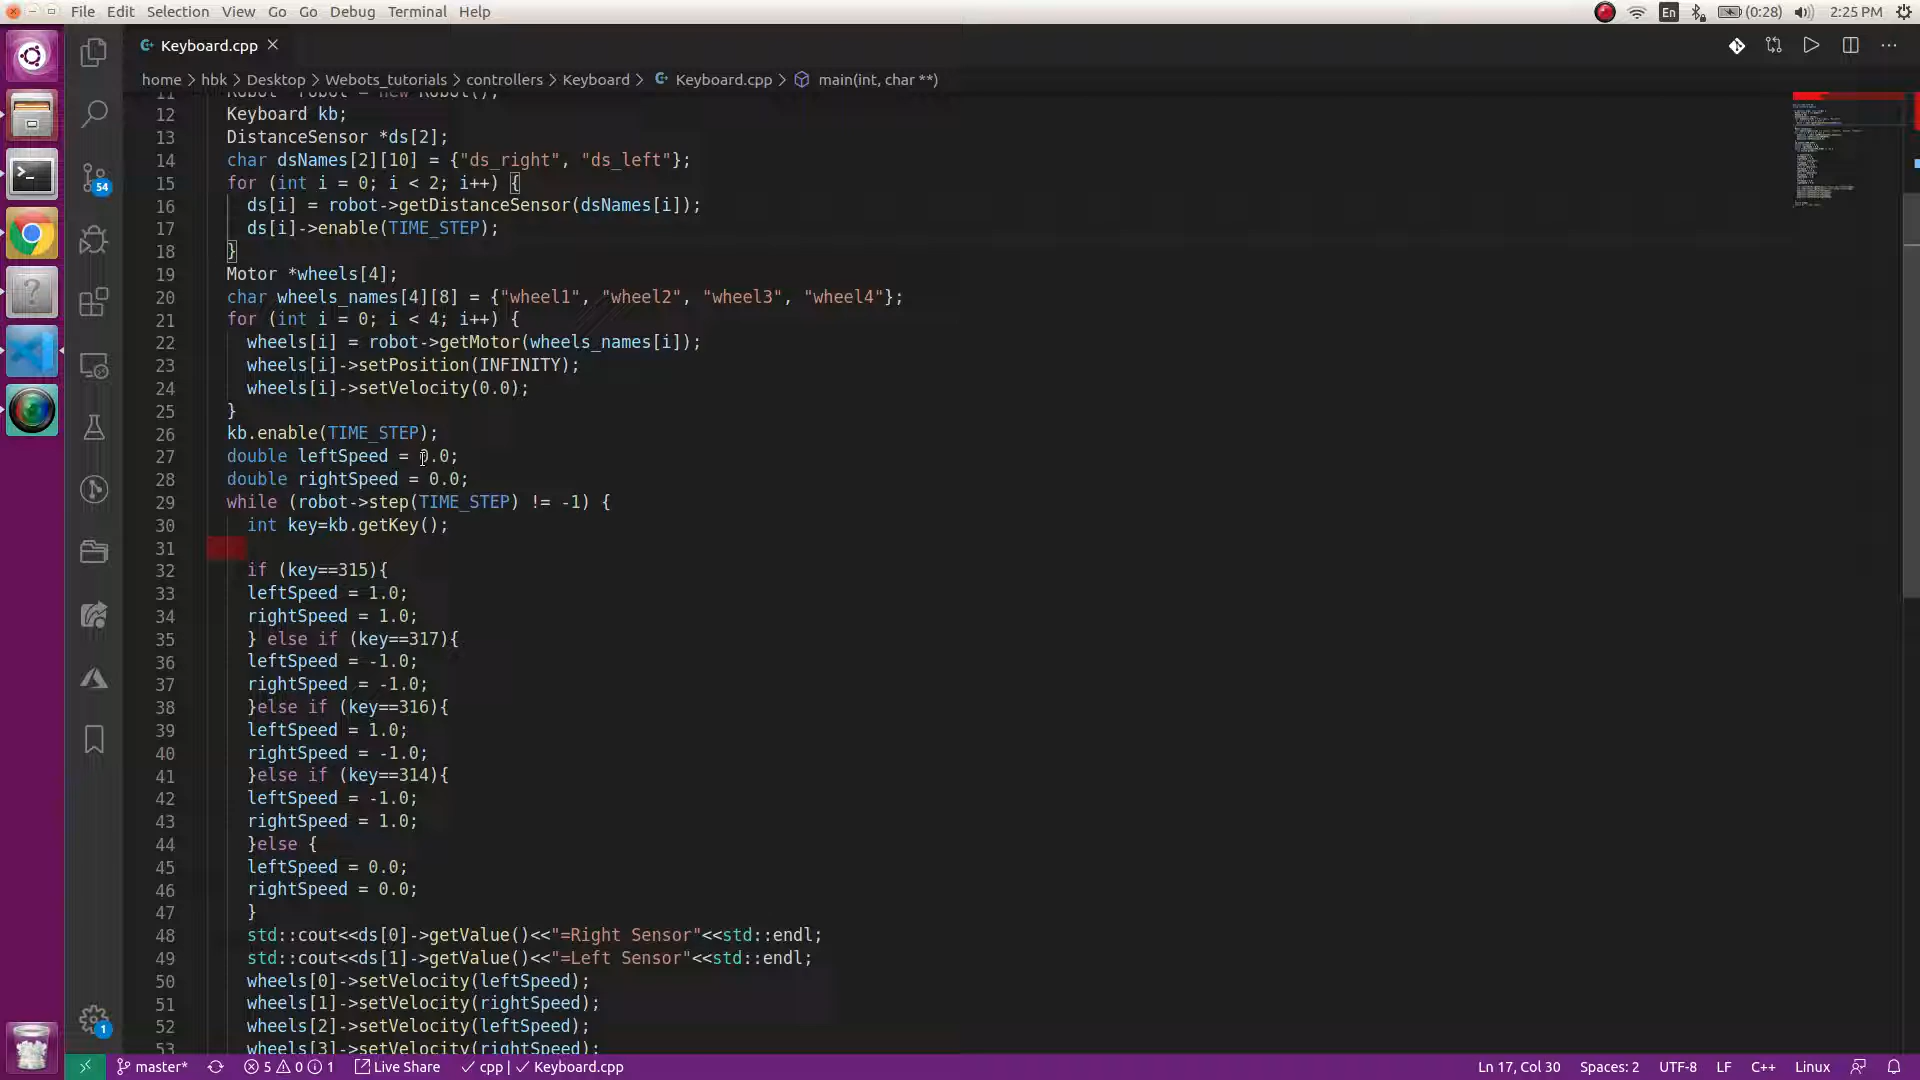 File Edit Selection View Go Go Debug Terminal Help
En (0:28) 2:25 PM
Keyboard.cpp
home > hbk > Desktop > Webots_tutorials > controllers > Keyboard > Keyboard.cpp > main(int, char **)
11 Robot *robot = new Robot();
12 Keyboard kb;
13 DistanceSensor *ds[2];
14 char dsNames[2][10] = {"ds_right", "ds_left"};
15 for (int i = 0; i < 2; i++) {
16 ds[i] = robot->getDistanceSensor(dsNames[i]);
17 ds[i]->enable(TIME_STEP);
18 }
19 Motor *wheels[4];
20 char wheels_names[4][8] = {"wheel1", "wheel2", "wheel3", "wheel4"};
21 for (int i = 0; i < 4; i++) {
22 wheels[i] = robot->getMotor(wheels_names[i]);
23 wheels[i]->setPosition(INFINITY);
24 wheels[i]->setVelocity(0.0);
25 }
26 kb.enable(TIME_STEP);
27 double leftSpeed = 0.0;
28 double rightSpeed = 0.0;
29 while (robot->step(TIME_STEP) != -1) {
30 int key=kb.getKey();
31
32 if (key==315){
33 leftSpeed = 1.0;
34 rightSpeed = 1.0;
35 } else if (key==317){
36 leftSpeed = -1.0;
37 rightSpeed = -1.0;
38 }else if (key==316){
39 leftSpeed = 1.0;
40 rightSpeed = -1.0;
41 }else if (key==314){
42 leftSpeed = -1.0;
43 rightSpeed = 1.0;
44 }else {
45 leftSpeed = 0.0;
46 rightSpeed = 0.0;
47 }
48 std::cout<<ds[0]->getValue()<<"=Right Sensor"<<std::endl;
49 std::cout<<ds[1]->getValue()<<"=Left Sensor"<<std::endl;
50 wheels[0]->setVelocity(leftSpeed);
51 wheels[1]->setVelocity(rightSpeed);
52 wheels[2]->setVelocity(leftSpeed);
53 wheels[3]->setVelocity(rightSpeed);
54
1
master* 5 0 1 Live Share cpp | Keyboard.cpp Ln 17, Col 30 Spaces: 2 UTF-8 LF C++ Linux